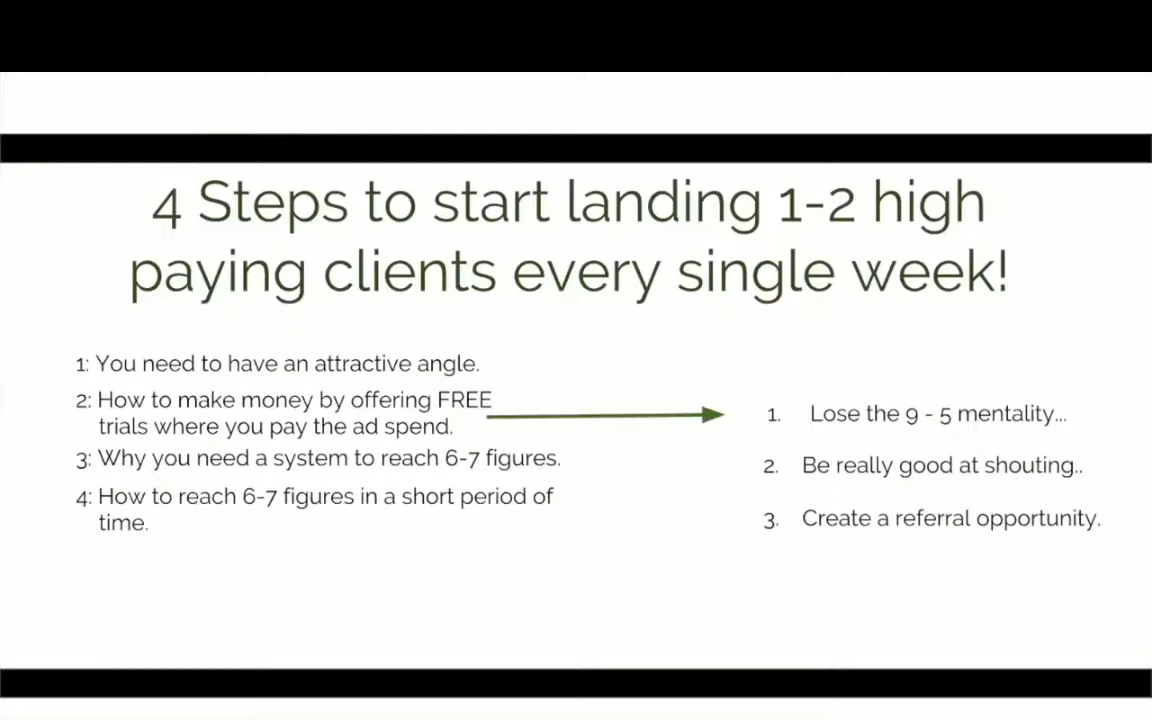 4 Steps to start landing 1-2 high
paying clients every single week!
1: You need to have an attractive angle.
2: How to make money by offering FREE
trials where you pay the ad spend.
3: Why you need a system to reach 6-7 figures.
4: How to reach 6-7 figures in a short period of
time.
1. Lose the 9 - 5 mentality...
2. Be really good at shouting..
3. Create a referral opportunity.